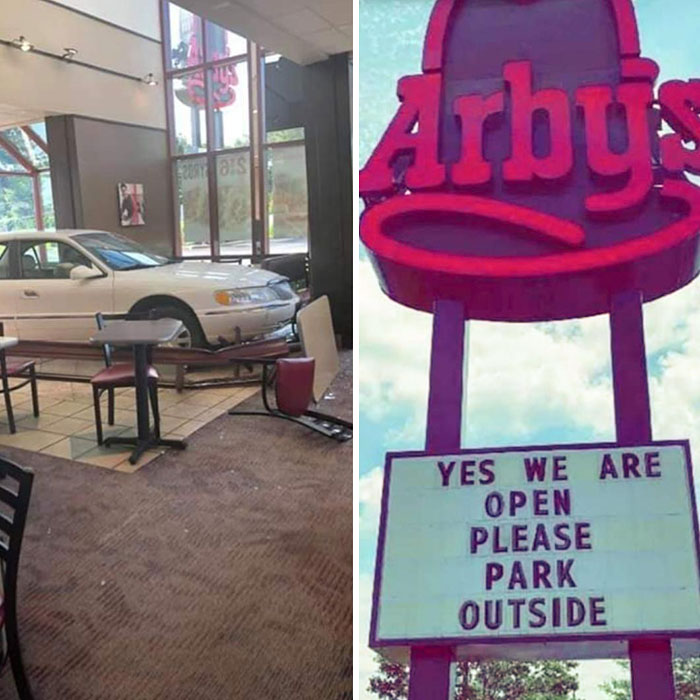 Arby's
YES WE ARE
OPEN
PLEASE
PARK
OUTSIDE